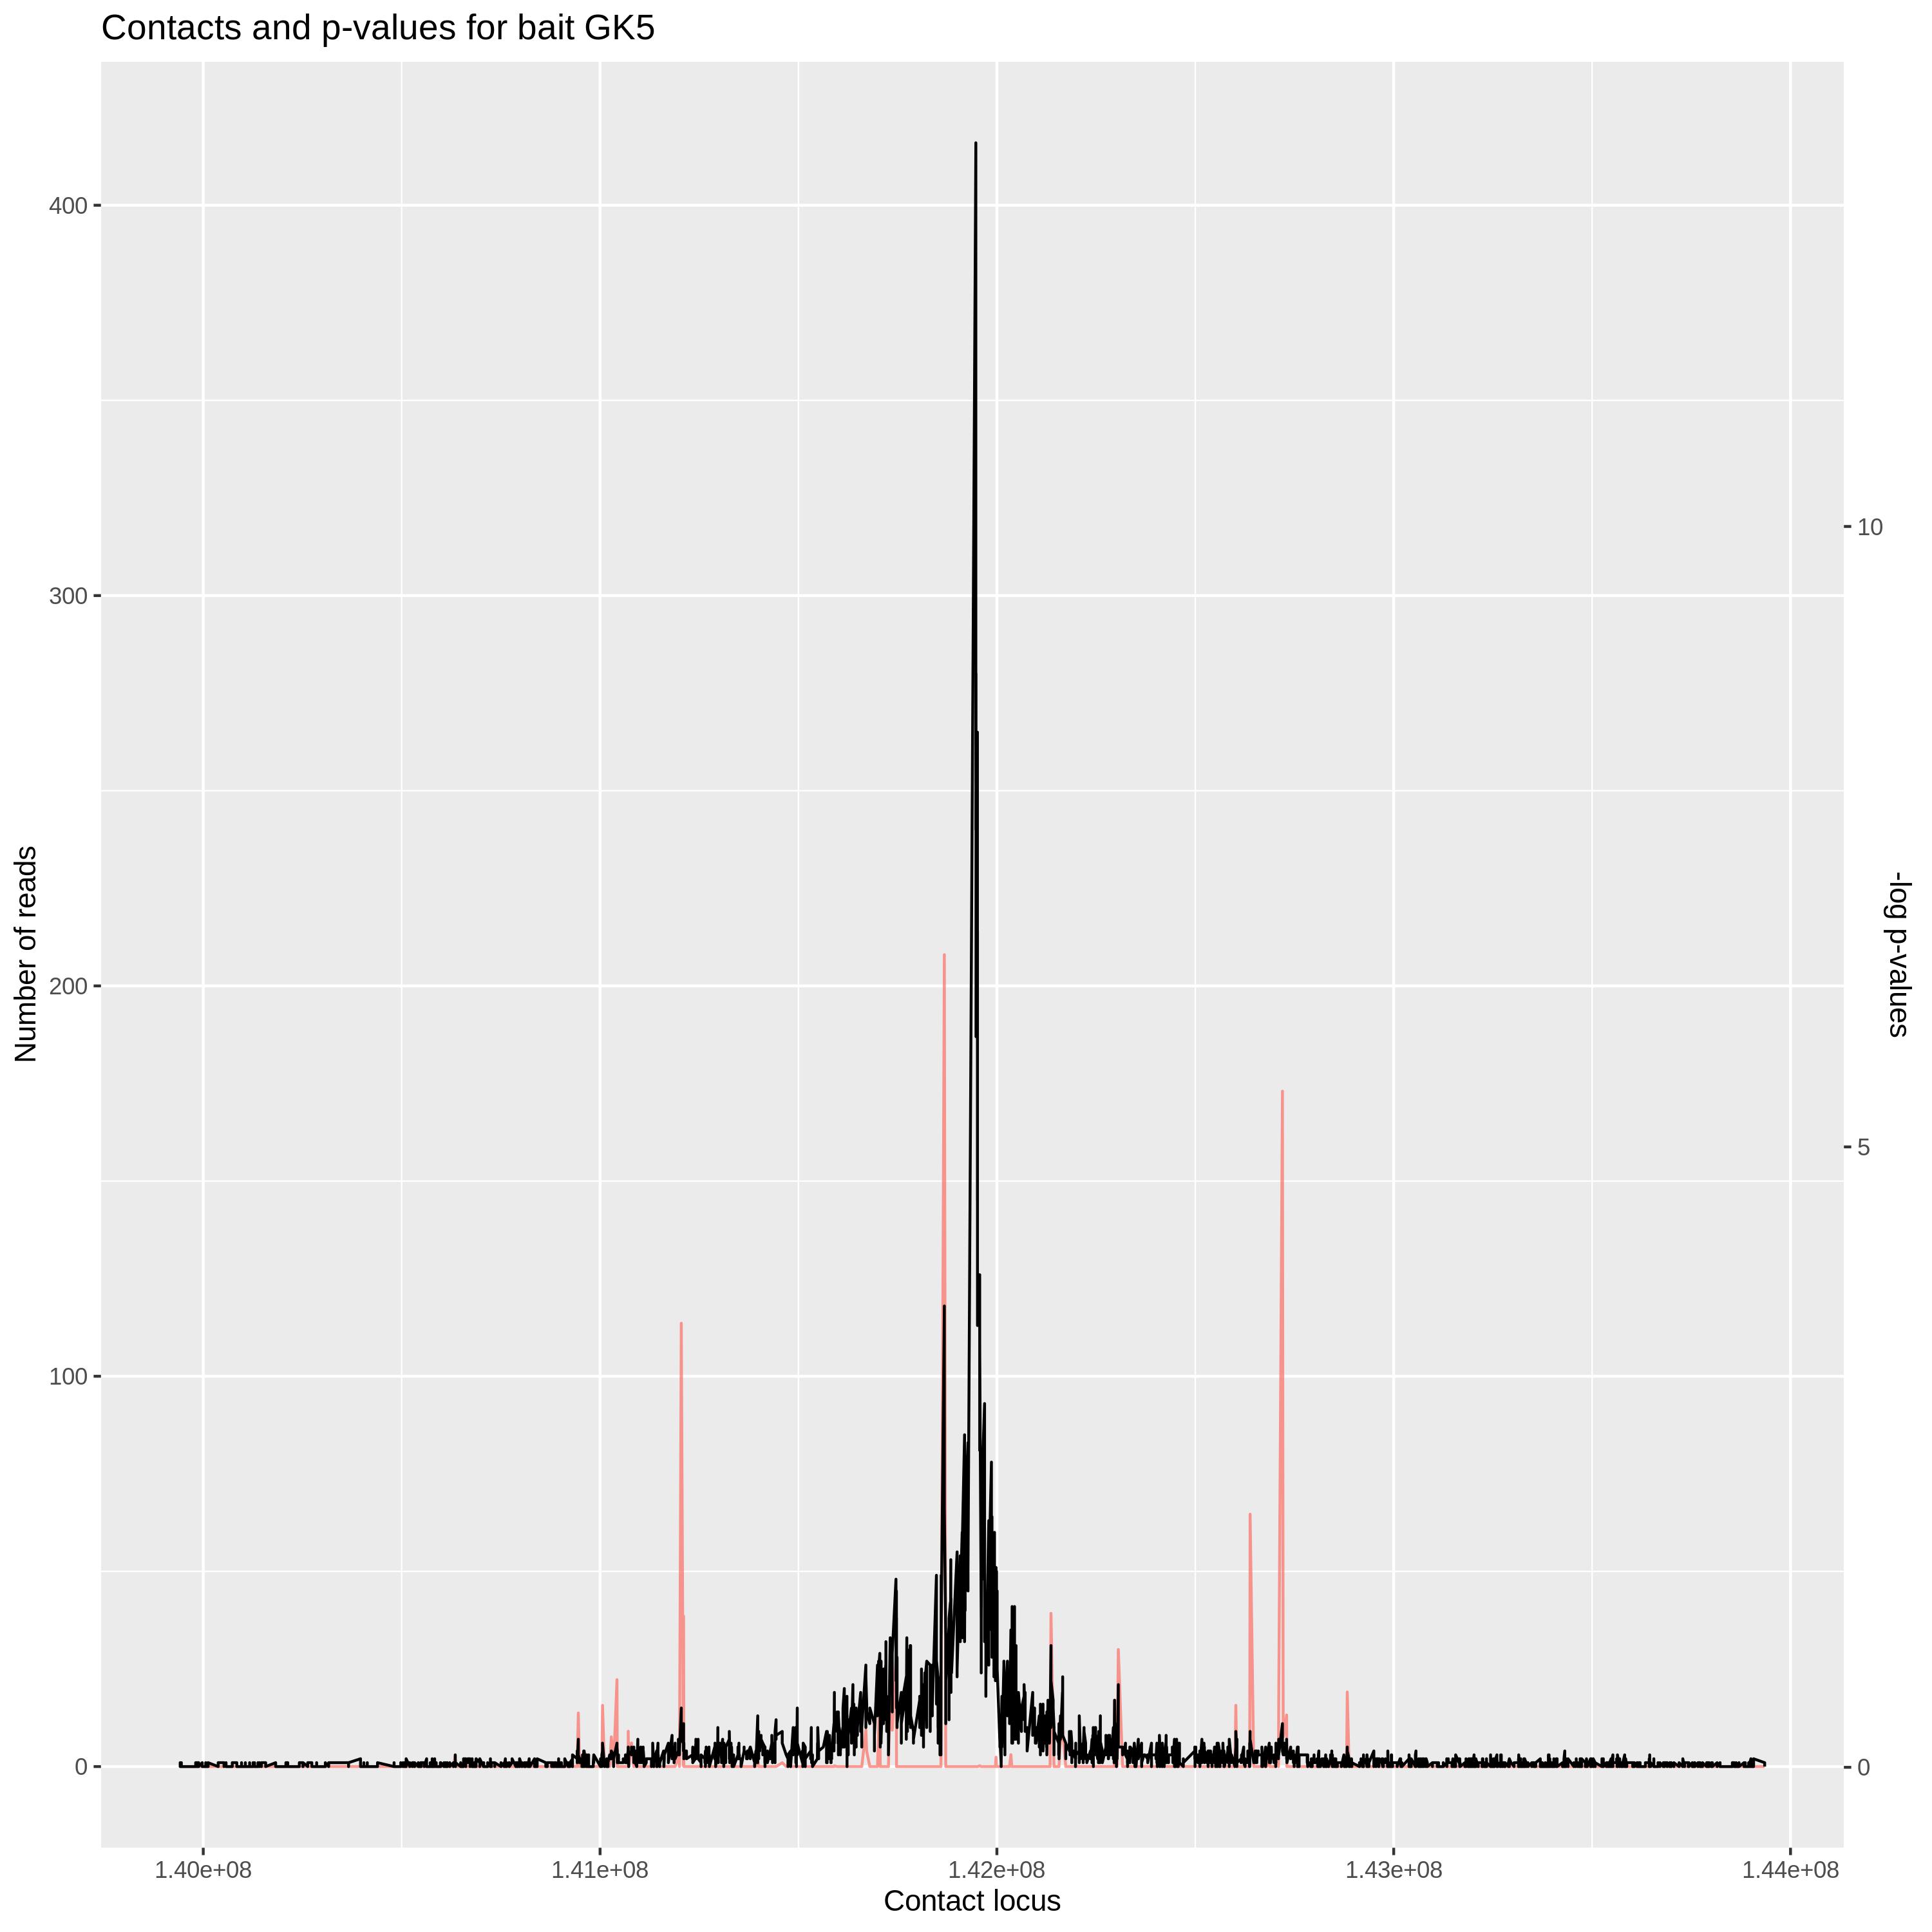 Contacts and p-values for bait GK5
400
300
200
100
0
Number of reads
10
5
0
-log p-values
1.40e+08
1.41e+08
1.42e+08
1.43e+08
1.44e+08
Contact locus